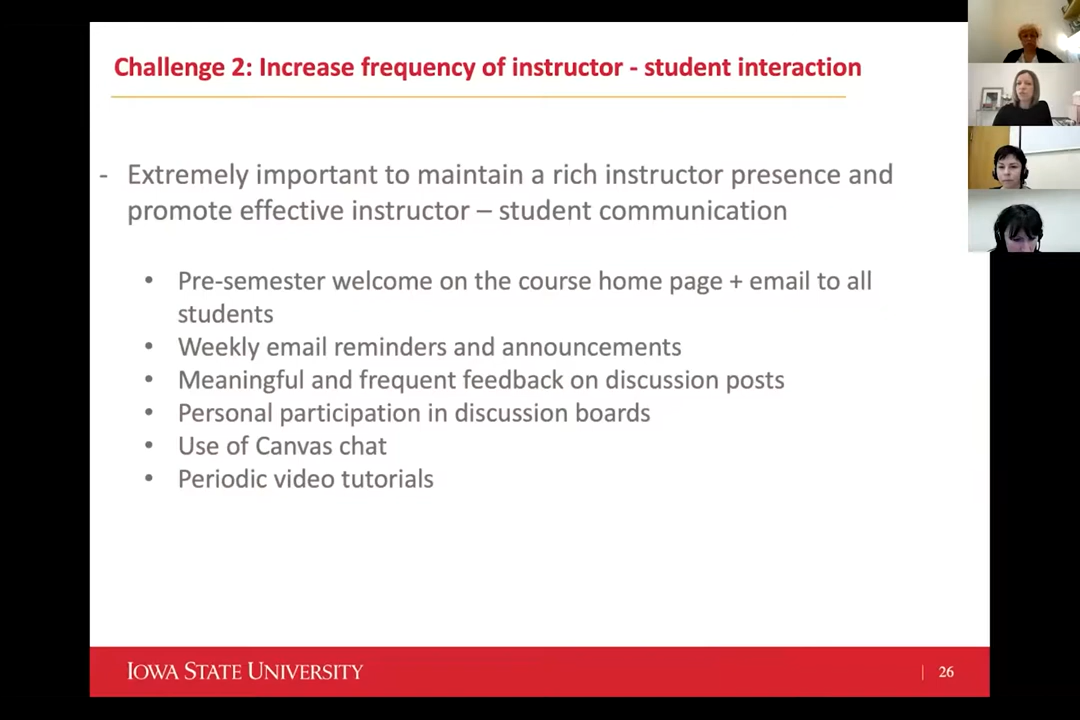 Challenge 2: Increase frequency of instructor - student interaction
- Extremely important to maintain a rich instructor presence and
promote effective instructor – student communication
• Pre-semester welcome on the course home page + email to all
students
• Weekly email reminders and announcements
• Meaningful and frequent feedback on discussion posts
• Personal participation in discussion boards
• Use of Canvas chat
• Periodic video tutorials
IOWA STATE UNIVERSITY
| 26